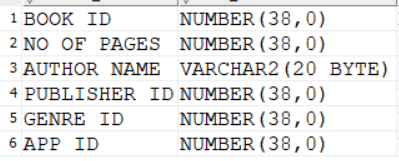 1 BOOK ID NUMBER(38,0)
2 NO OF PAGES NUMBER(38,0)
3 AUTHOR NAME VARCHAR2(20 BYTE)
4 PUBLISHER ID NUMBER(38,0)
5 GENRE ID NUMBER(38,0)
6 APP ID NUMBER(38,0)